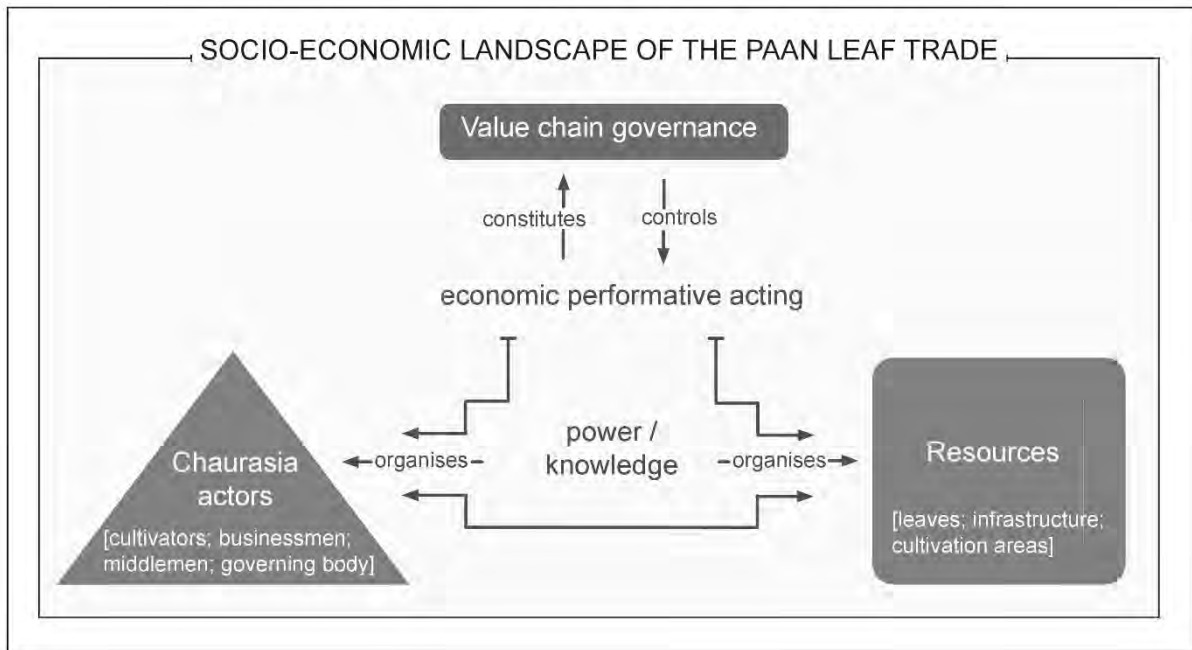 SOCIO-ECONOMIC LANDSCAPE OF THE PAAN LEAF TRADE
Value chain governance
constitutes controls
economic performative acting
power /
knowledge
organises
organises
Chaurasia
actors
[cultivators; businessmen;
middlemen; governing body]
Resources
[leaves; infrastructure;
cultivation areas]